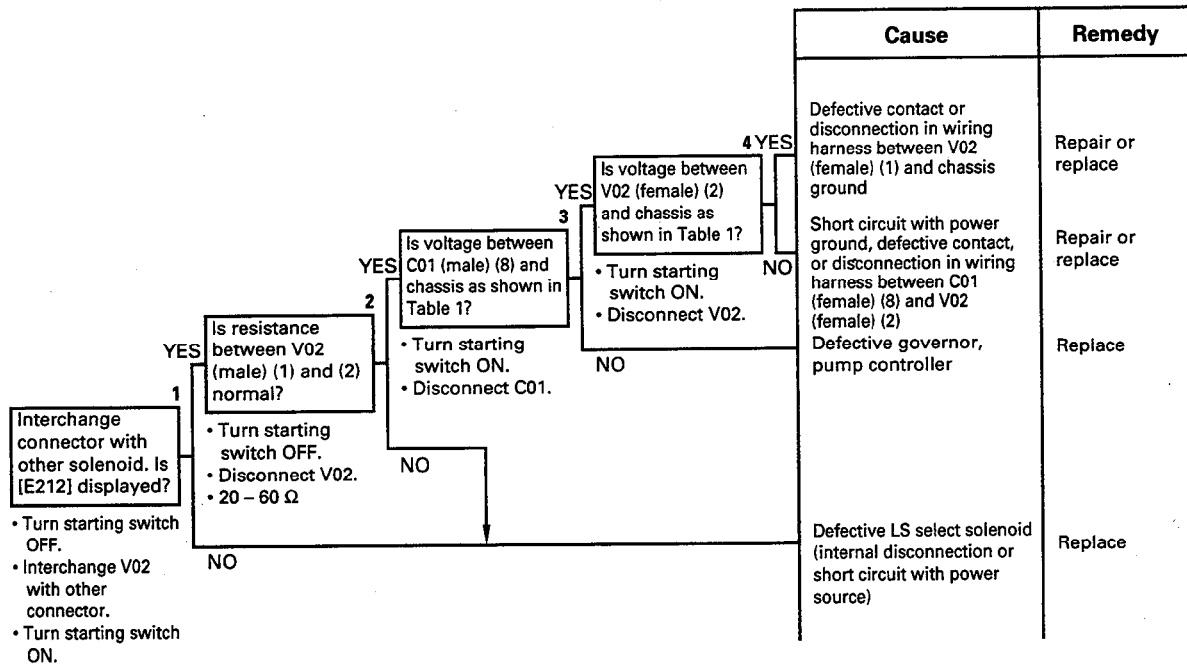 Cause
Remedy
Defective contact or
disconnection in wiring
harness between V02
(female) (1) and chassis
ground
Repair or
replace
4 YES
Is voltage between
V02 (female) (2)
and chassis as
shown in Table 1?
• Turn starting
switch ON.
• Disconnect V02.
NO
Short circuit with power
ground, defective contact,
or disconnection in wiring
harness between C01
(female) (8) and V02
(female) (2)
Repair or
replace
YES
3
Is voltage between
C01 (male) (8) and
chassis as shown in
Table 1?
• Turn starting
switch ON.
• Disconnect C01.
NO
Defective governor,
pump controller
Replace
YES
2
Is resistance
between V02
(male) (1) and (2)
normal?
• Turn starting
switch OFF.
• Disconnect V02.
• 20 – 60 Ω
NO
YES
1
Interchange
connector with
other solenoid. Is
[E212] displayed?
• Turn starting switch
OFF.
• Interchange V02
with other
connector.
• Turn starting switch
ON.
NO
Defective LS select solenoid
(internal disconnection or
short circuit with power
source)
Replace